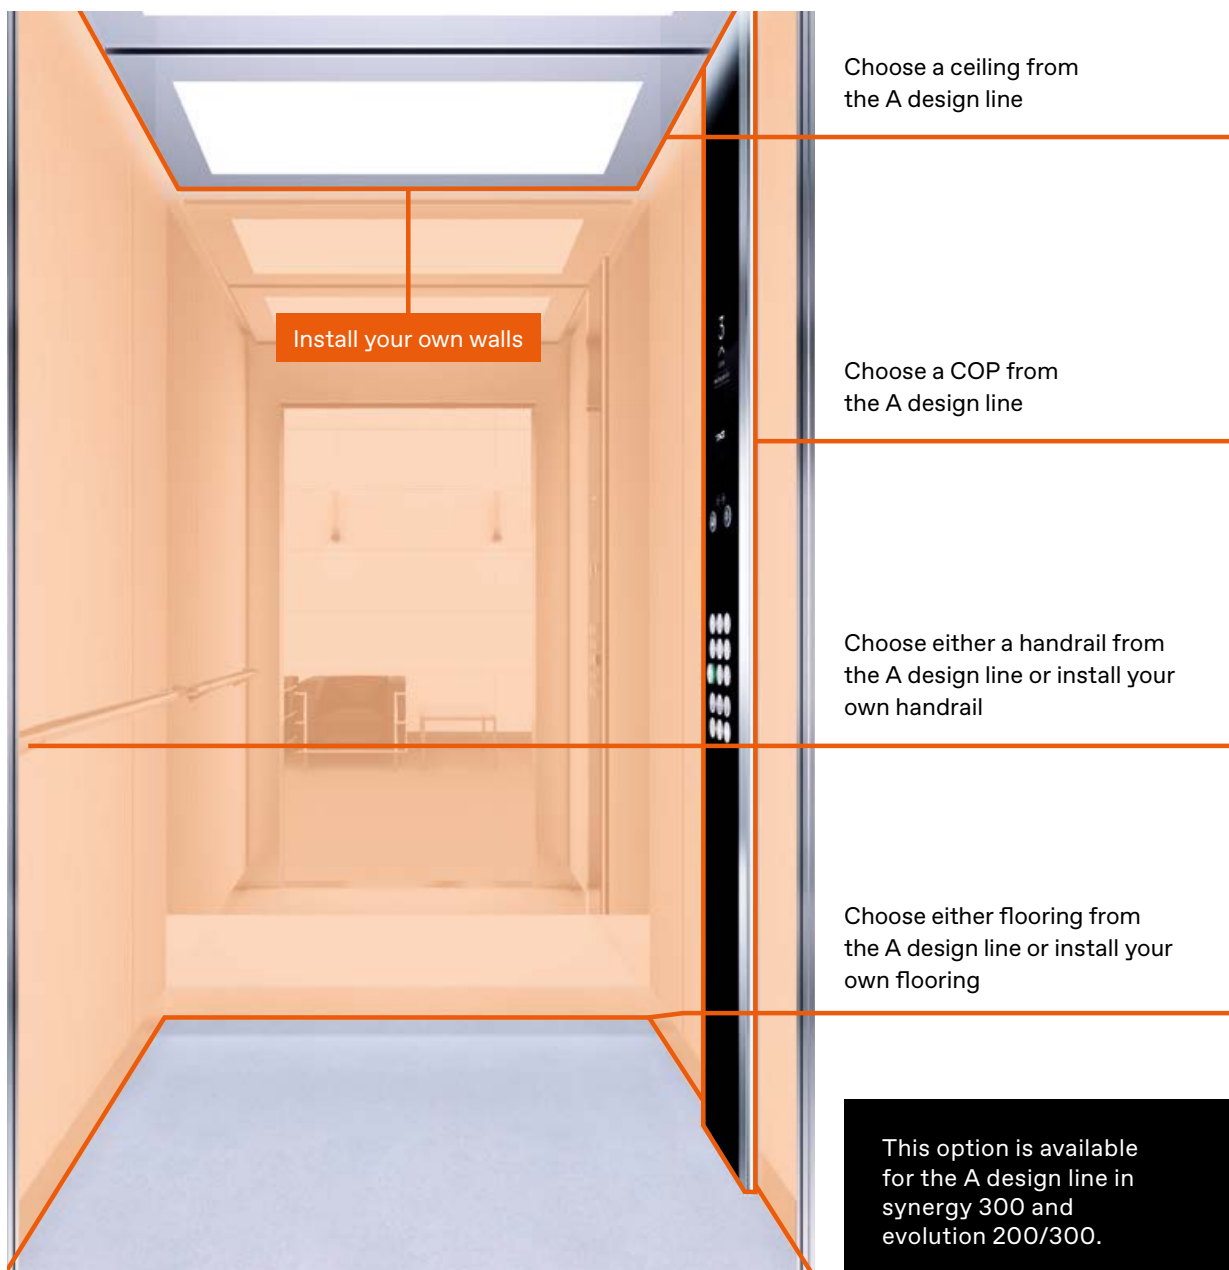 Choose a ceiling from
the A design line
Install your own walls
3
Choose a COP from
the A design line
Choose either a handrail from
the A design line or install your
own handrail
Choose either flooring from
the A design line or install your
own flooring
This option is available
for the A design line in
synergy 300 and
evolution 200/300.